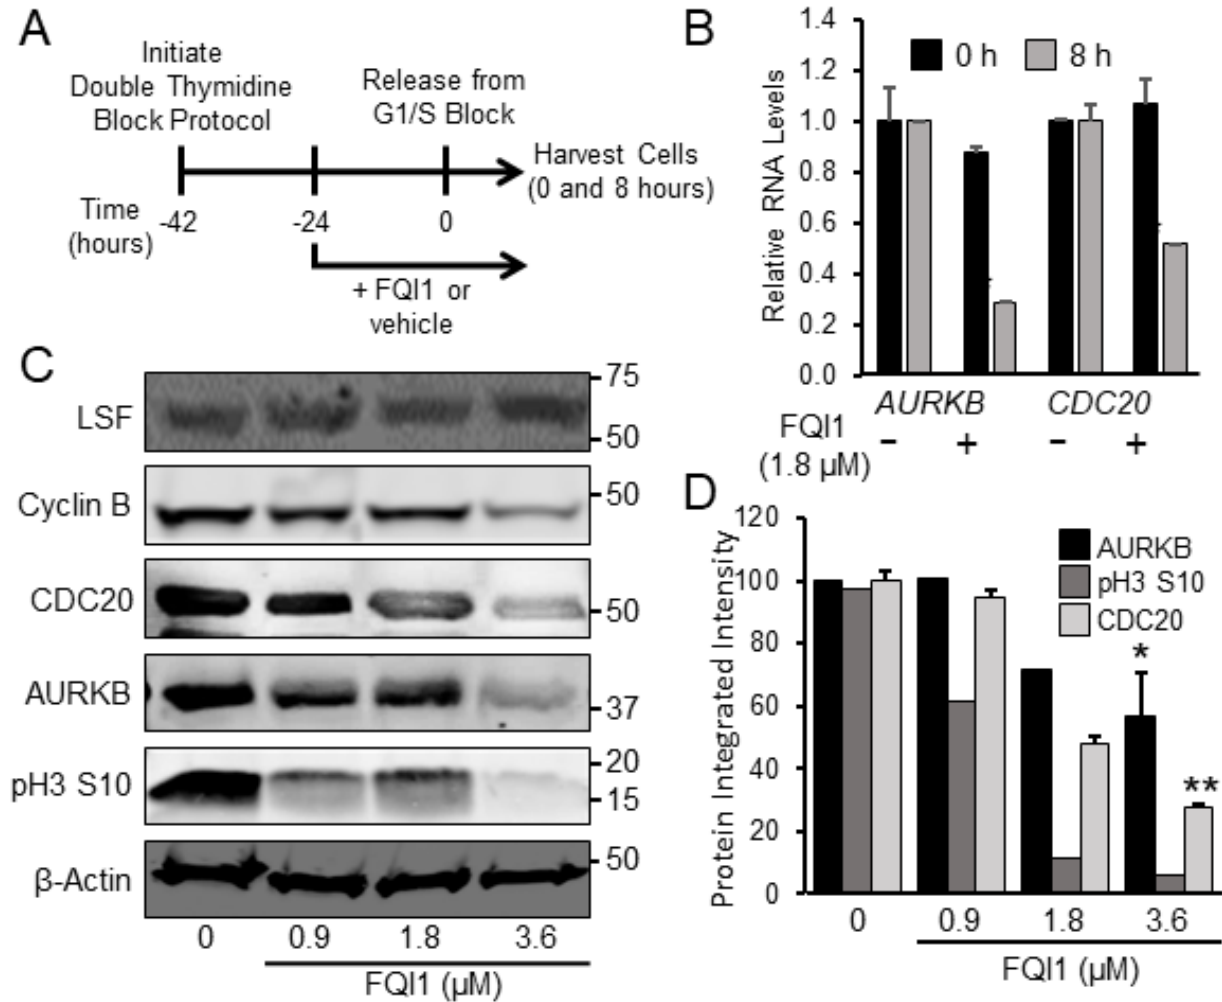 A
Initiate
Double Thymidine
Block Protocol
Release from
G1/S Block
Harvest Cells
(0 and 8 hours)
Time
(hours)
-42
-24
0
+ FQI1 or
vehicle
B
Relative RNA Levels
1.4
1.2
1.0
0.8
0.6
0.4
0.2
0.0
0 h
8 h
AURKB
CDC20
FQI1
(1.8 µM)
− + − +
C
LSF
75
50
Cyclin B
50
CDC20
50
AURKB
37
pH3 S10
20
15
β-Actin
50
0 0.9 1.8 3.6
FQI1 (µM)
D
Protein Integrated Intensity
120
100
80
60
40
20
0
AURKB
pH3 S10
CDC20
*
**
0 0.9 1.8 3.6
FQI1 (µM)